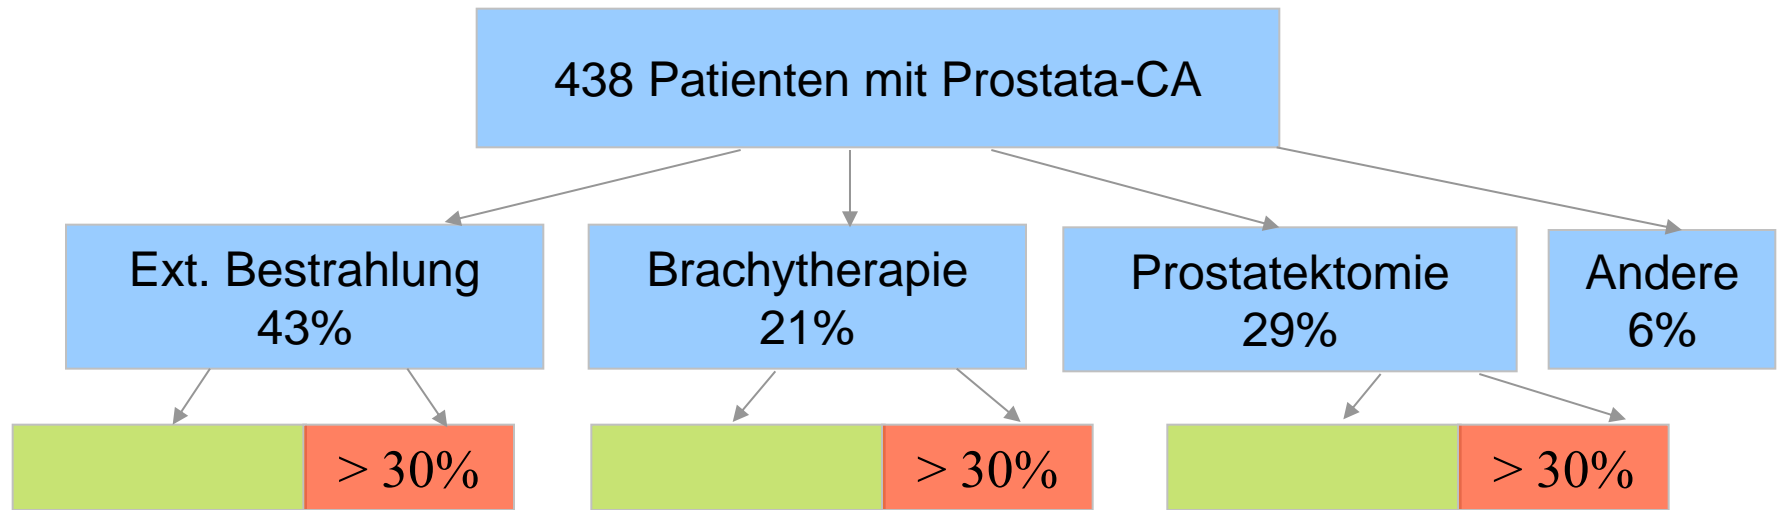 438 Patienten mit Prostata-CA
Ext. Bestrahlung
43%
Brachytherapie
21%
Prostatektomie
29%
Andere
6%
> 30%
> 30%
> 30%